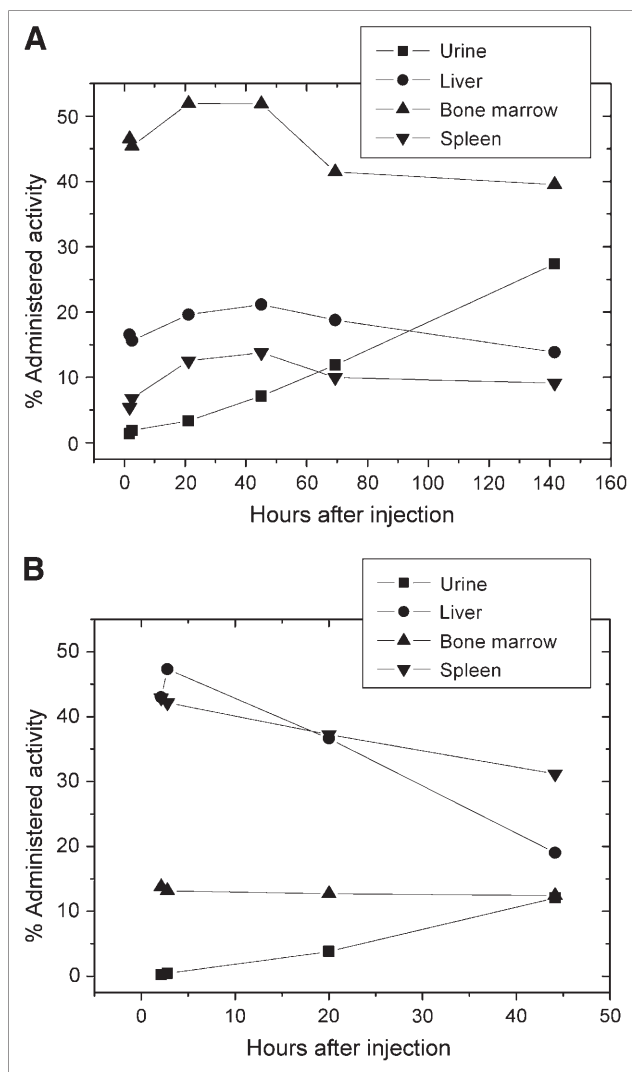 A
Urine
Liver
Bone marrow
Spleen
50
40
30
20
10
0
% Administered activity
0 20 40 60 80 100 120 140 160
Hours after injection
B
Urine
Liver
Bone marrow
Spleen
50
40
30
20
10
0
% Administered activity
0 10 20 30 40 50
Hours after injection